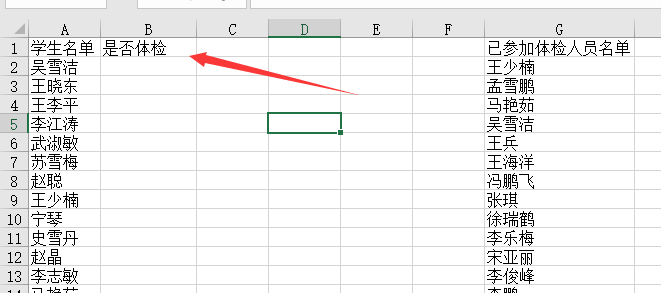 A B C D E F G
1 学生名单 是否体检 已参加体检人员名单
2 吴雪洁 王少楠
3 王晓东 孟雪鹏
4 王李平 马艳茹
5 李江涛 吴雪洁
6 武淑敏 王兵
7 苏雪梅 王海洋
8 赵聪 冯鹏飞
9 王少楠 张琪
10 宁琴 徐瑞鹤
11 史雪丹 李乐梅
12 赵晶 宋亚丽
13 李志敏 李俊峰